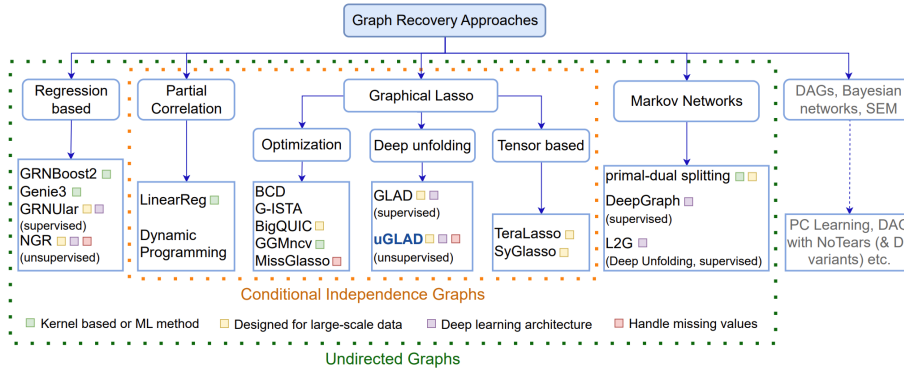 Graph Recovery Approaches
Regression
based
Partial
Correlation
Graphical Lasso
Markov Networks
DAGs, Bayesian
networks, SEM
Optimization
Deep unfolding
Tensor based
GRNBoost2
Genie3
GRNUlar
(supervised)
NGR
(unsupervised)
LinearReg
Dynamic
Programming
BCD
G-ISTA
BigQUIC
GGMncv
MissGlasso
GLAD
(supervised)
uGLAD
(unsupervised)
TeraLasso
SyGlasso
primal-dual splitting
DeepGraph
(supervised)
L2G
(Deep Unfolding, supervised)
PC Learning, DAG
with NoTears (& D
variants) etc.
Conditional Independence Graphs
Kernel based or ML method
Designed for large-scale data
Deep learning architecture
Handle missing values
Undirected Graphs